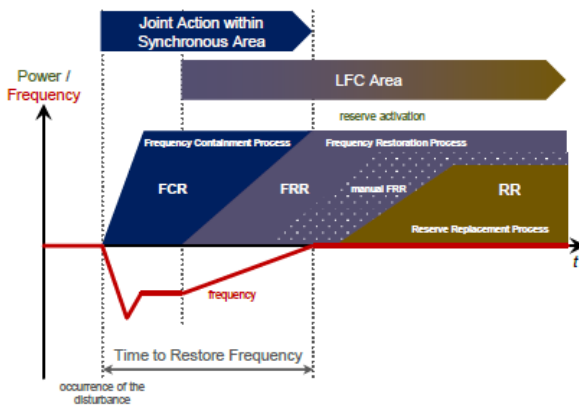 Joint Action within
Synchronous Area
Power /
Frequency
LFC Area
reserve activation
Frequency Containment Process
Frequency Restoration Process
FCR
FRR
manual FRR
RR
Reserve Replacement Process
t
frequency
Time to Restore Frequency
occurrence of the
disturbance